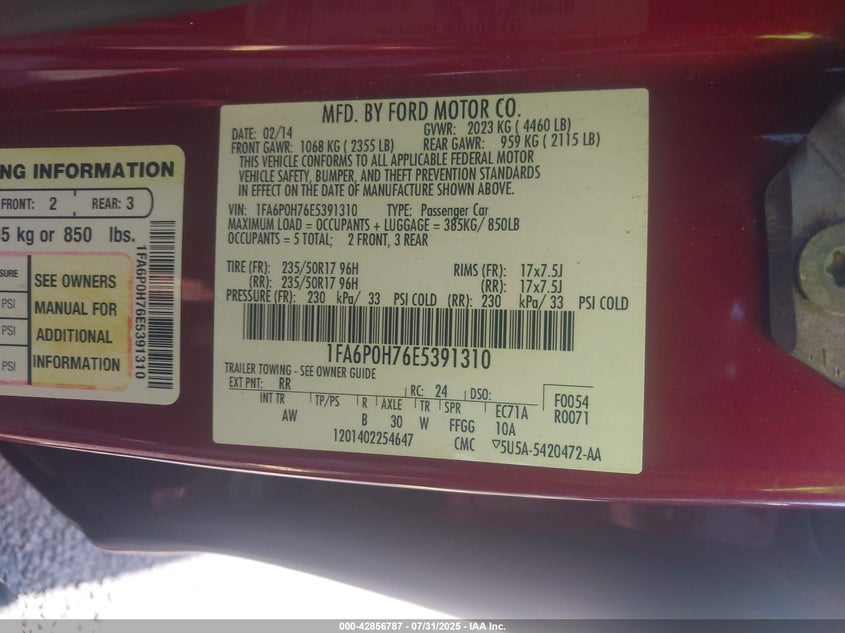 NG INFORMATION
FRONT: 2 REAR: 3
5 kg or 850 lbs.
SURE
PSI
PSI
PSI
SEE OWNERS
MANUAL FOR
ADDITIONAL
INFORMATION
1FA6P0H76E5391310
MFD. BY FORD MOTOR CO.
DATE: 02/14 GVWR: 2023 KG ( 4460 LB)
FRONT GAWR: 1068 KG ( 2355 LB) REAR GAWR: 959 KG ( 2115 LB)
THIS VEHICLE CONFORMS TO ALL APPLICABLE FEDERAL MOTOR
VEHICLE SAFETY, BUMPER, AND THEFT PREVENTION STANDARDS
IN EFFECT ON THE DATE OF MANUFACTURE SHOWN ABOVE.
VIN: 1FA6P0H76E5391310 TYPE: Passenger Car
MAXIMUM LOAD = OCCUPANTS + LUGGAGE = 385KG/ 850LB
OCCUPANTS = 5 TOTAL; 2 FRONT, 3 REAR
TIRE (FR): 235/50R17 96H RIMS (FR): 17x7.5J
(RR): 235/50R17 96H (RR): 17x7.5J
PRESSURE (FR): 230 kPa/ 33 PSI COLD (RR): 230 kPa/ 33 PSI COLD
1FA6P0H76E5391310
TRAILER TOWING - SEE OWNER GUIDE
EXT PNT: RR RC: 24 DSO: F0054
INT TR TP/PS R AXLE TR SPR EC71A R0071
AW B 30 W FFGG 10A
1201402254647 CMC ▽5U5A-5420472-AA
000-42856787 - 07/31/2025 - IAA Inc.